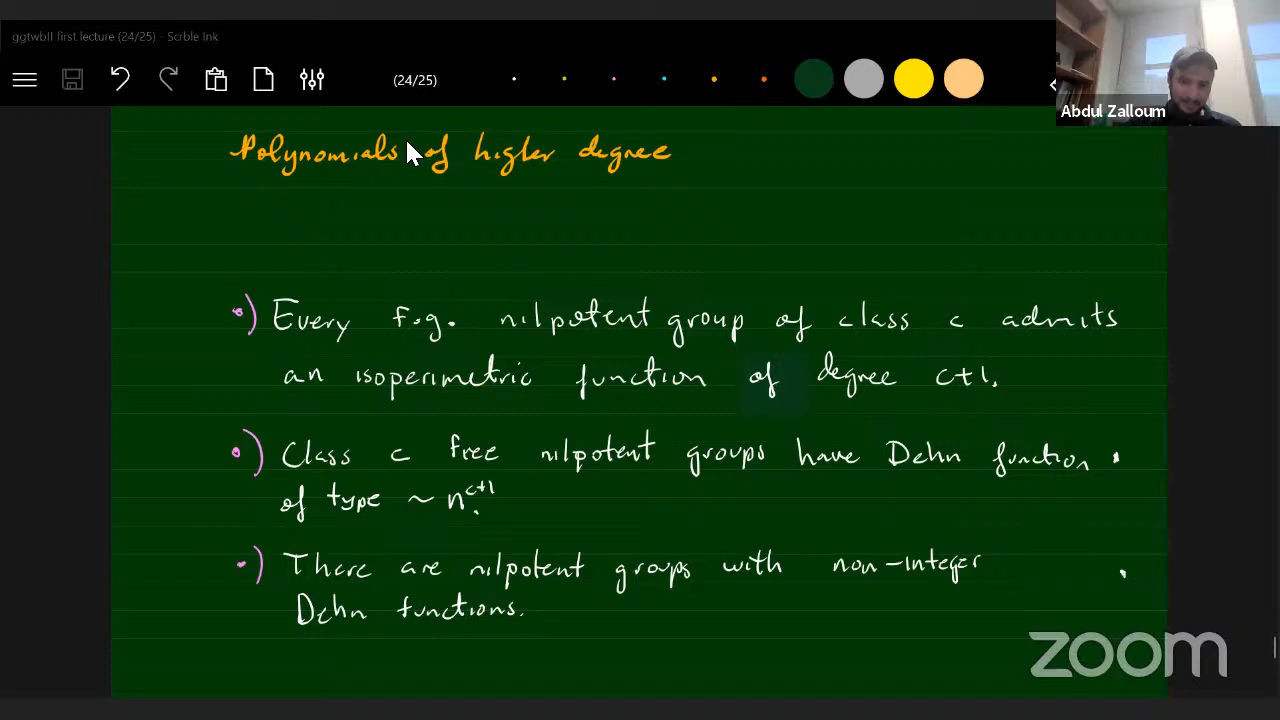 ggtwbII first lecture (24/25) - Scrble Ink
(24/25)
Abdul Zalloum
Polynomials of higher degree
•) Every f.g. nilpotent group of class c admits
an isoperimetric function of degree c+1.
•) Class c free nilpotent groups have Dehn function
of type ~ n^{c+1}.
•) There are nilpotent groups with non-integer
Dehn functions.
zoom